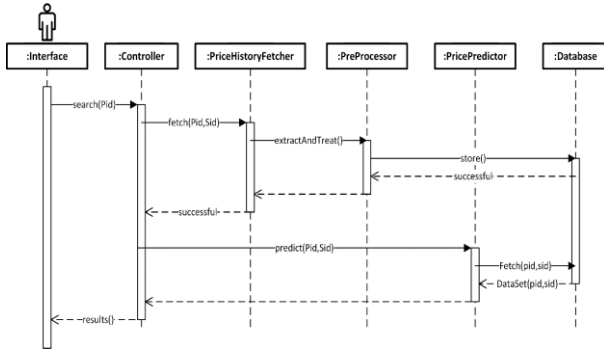 :Interface
:Controller
:PriceHistoryFetcher
:PreProcessor
:PricePredictor
:Database
search(Pid)
fetch(Pid,Sid)
extractAndTreat()
store()
successful
successful
predict(Pid,Sid)
Fetch(pid,sid)
DataSet(pid,sid)
results()